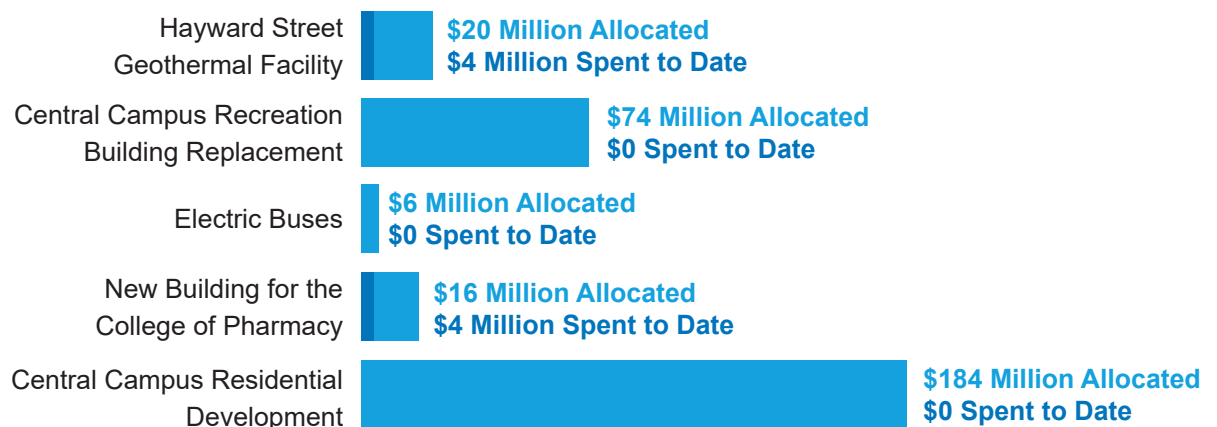 Hayward Street
Geothermal Facility
$20 Million Allocated
$4 Million Spent to Date
Central Campus Recreation
Building Replacement
$74 Million Allocated
$0 Spent to Date
Electric Buses
$6 Million Allocated
$0 Spent to Date
New Building for the
College of Pharmacy
$16 Million Allocated
$4 Million Spent to Date
Central Campus Residential
Development
$184 Million Allocated
$0 Spent to Date